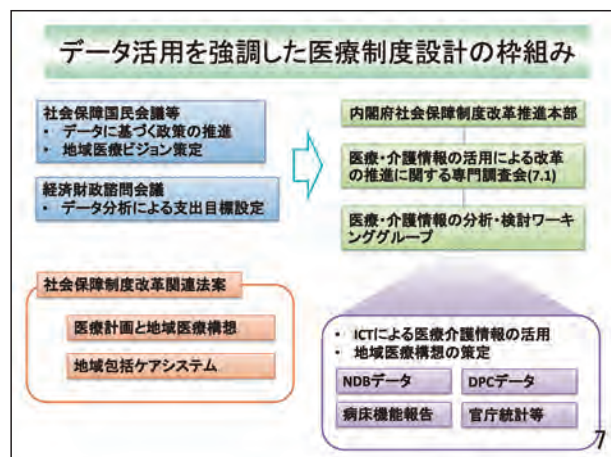 データ活用を強調した医療制度設計の枠組み
社会保障国民会議等
• データに基づく政策の推進
• 地域医療ビジョン策定
経済財政諮問会議
• データ分析による支出目標設定
内閣府社会保障制度改革推進本部
医療・介護情報の活用による改革
の推進に関する専門調査会(7.1)
医療・介護情報の分析・検討ワーキ
ンググループ
社会保障制度改革関連法案
医療計画と地域医療構想
地域包括ケアシステム
• ICTによる医療介護情報の活用
• 地域医療構想の策定
NDBデータ
DPCデータ
病床機能報告
官庁統計等
7